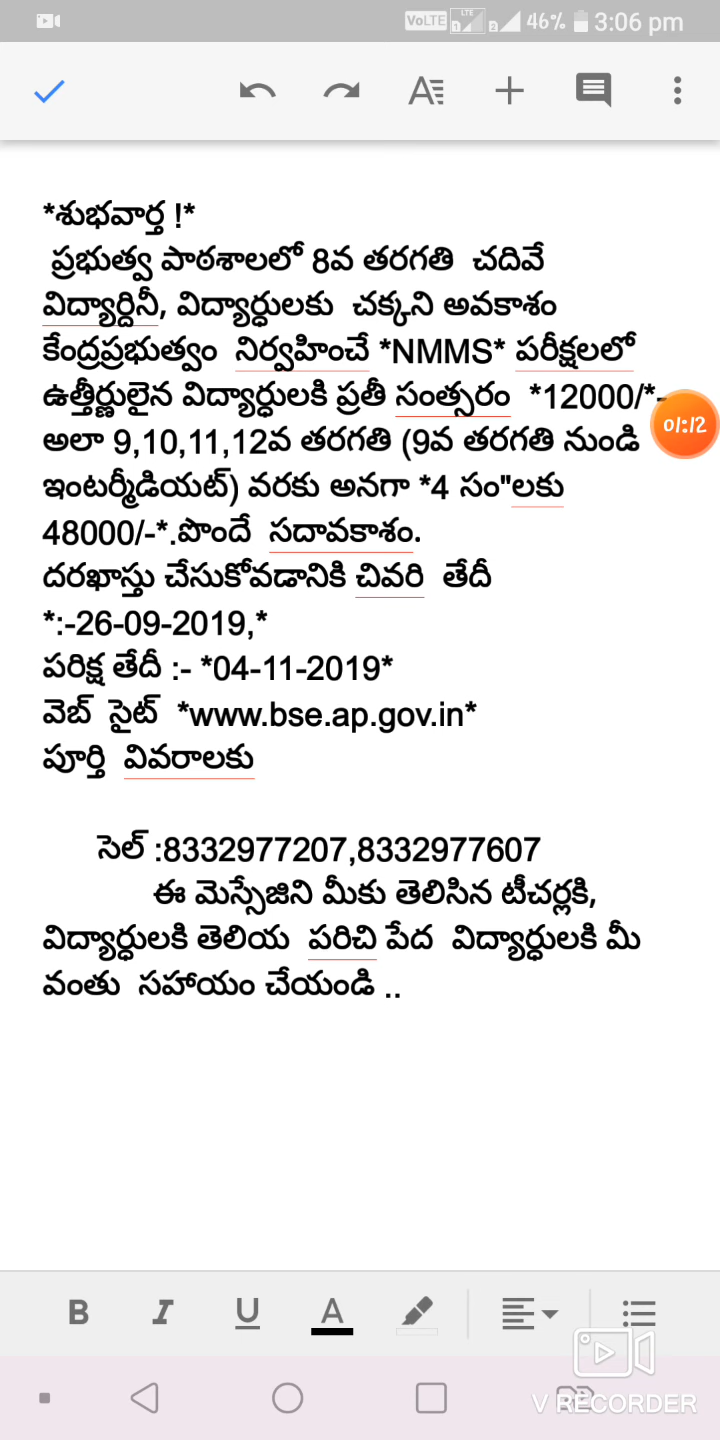 VoLTE LTE 1 2 46% 3:06 pm
*శుభవార్త !*
ప్రభుత్వ పాఠశాలలో 8వ తరగతి చదివే
విద్యార్దినీ, విద్యార్ధులకు చక్కని అవకాశం
కేంద్రప్రభుత్వం నిర్వహించే *NMMS* పరీక్షలలో
ఉత్తీర్ణులైన విద్యార్ధులకి ప్రతీ సంత్సరం *12000/*-
01:12
అలా 9,10,11,12వ తరగతి (9వ తరగతి నుండి
ఇంటర్మీడియట్) వరకు అనగా *4 సం"లకు
48000/-*.పొందే సదావకాశం.
దరఖాస్తు చేసుకోవడానికి చివరి తేదీ
*:-26-09-2019,*
పరిక్ష తేదీ :- *04-11-2019*
వెబ్ సైట్ *www.bse.ap.gov.in*
పూర్తి వివరాలకు
సెల్ :8332977207,8332977607
ఈ మెస్సేజిని మీకు తెలిసిన టీచర్లకి,
విద్యార్ధులకి తెలియ పరిచి పేద విద్యార్ధులకి మీ
వంతు సహాయం చేయండి ..
B I U A
V RECORDER